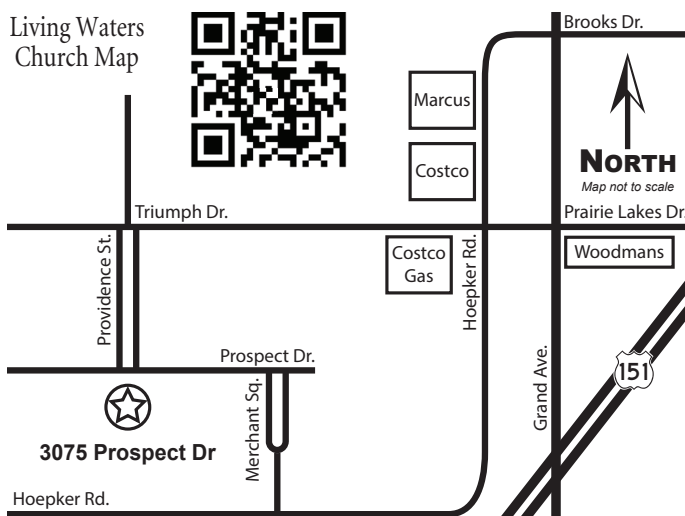 Living Waters
Church Map
Brooks Dr.
Marcus
Costco
NORTH
Map not to scale
Triumph Dr.
Prairie Lakes Dr.
Providence St.
Costco
Gas
Hoepker Rd.
Woodmans
Prospect Dr.
151
Merchant Sq.
Grand Ave.
3075 Prospect Dr
Hoepker Rd.